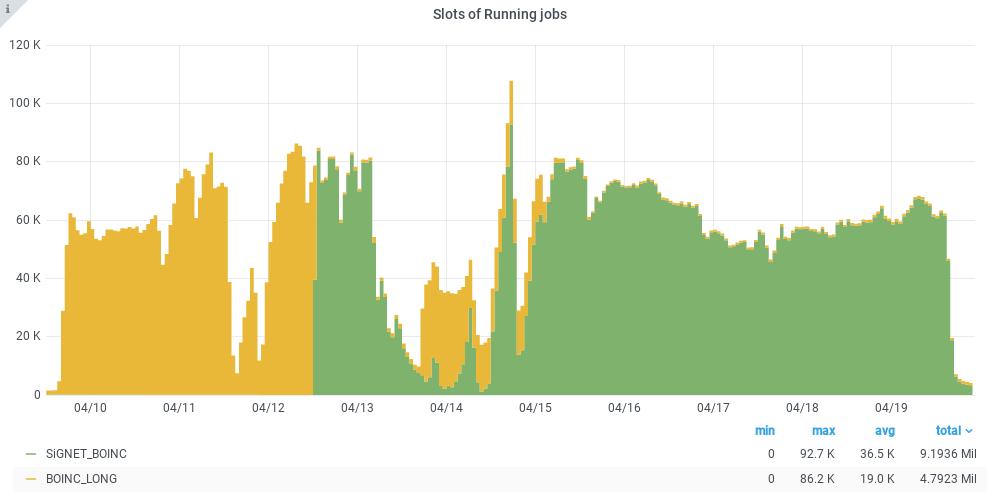 i
Slots of Running jobs
120 K
100 K
80 K
60 K
40 K
20 K
0
04/10 04/11 04/12 04/13 04/14 04/15 04/16 04/17 04/18 04/19
min max avg total
SiGNET_BOINC 0 92.7 K 36.5 K 9.1936 Mil
BOINC_LONG 0 86.2 K 19.0 K 4.7923 Mil